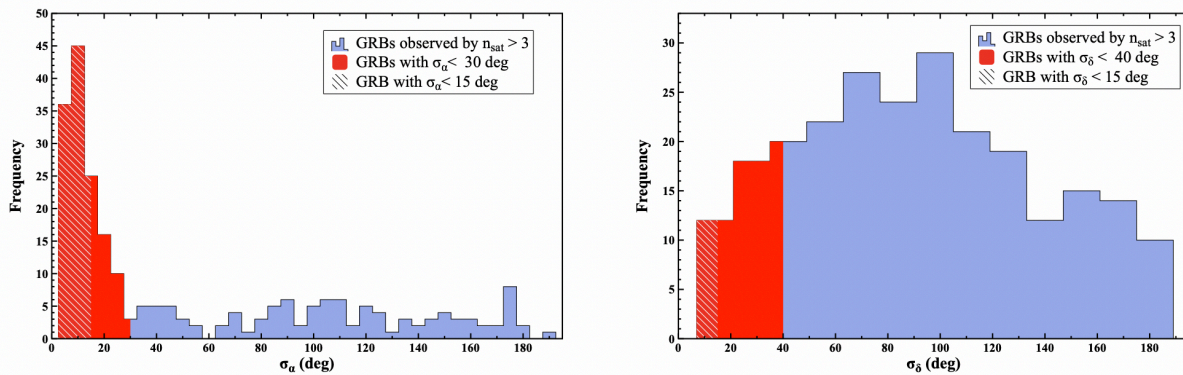 50
45
40
35
30
25
20
15
10
5
0
Frequency
GRBs observed by nsat > 3
GRBs with σα< 30 deg
GRB with σα< 15 deg
0 20 40 60 80 100 120 140 160 180
σα (deg)
30
25
20
15
10
5
0
Frequency
GRBs observed by nsat > 3
GRBs with σδ < 40 deg
GRB with σδ < 15 deg
0 20 40 60 80 100 120 140 160 180
σδ (deg)